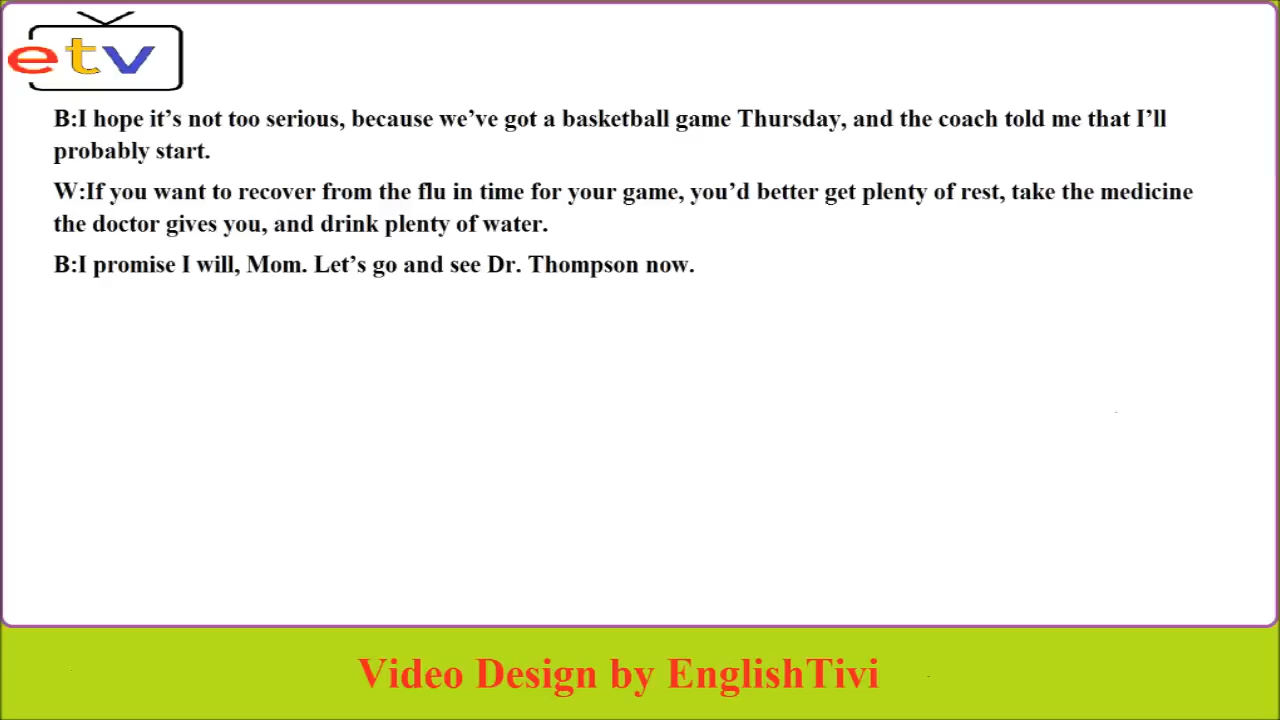 etv
B:I hope it’s not too serious, because we’ve got a basketball game Thursday, and the coach told me that I’ll
probably start.
W:If you want to recover from the flu in time for your game, you’d better get plenty of rest, take the medicine
the doctor gives you, and drink plenty of water.
B:I promise I will, Mom. Let’s go and see Dr. Thompson now.
Video Design by EnglishTivi